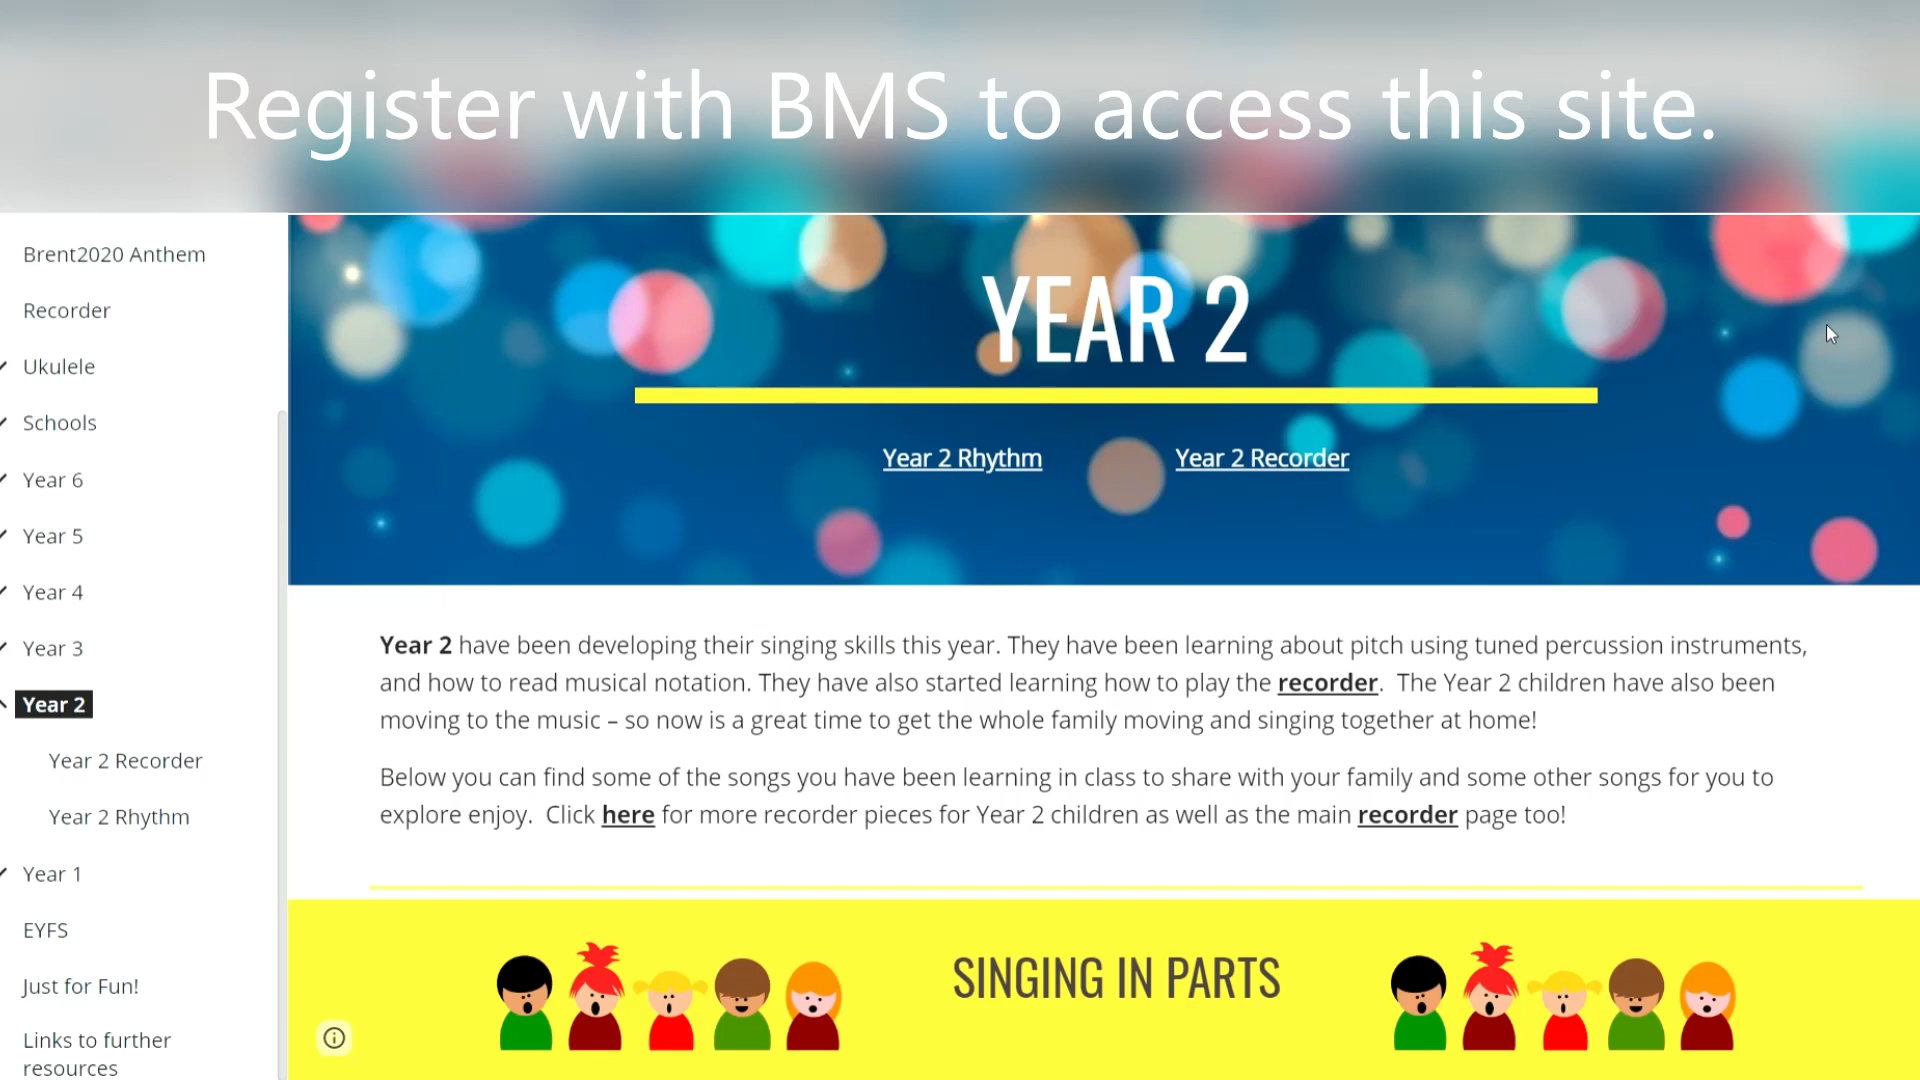 Register with BMS to access this site.
Brent2020 Anthem
Recorder
Ukulele
Schools
Year 6
Year 5
Year 4
Year 3
Year 2
Year 2 Recorder
Year 2 Rhythm
Year 1
EYFS
Just for Fun!
Links to further
resources
YEAR 2
Year 2 Rhythm Year 2 Recorder
Year 2 have been developing their singing skills this year. They have been learning about pitch using tuned percussion instruments,
and how to read musical notation. They have also started learning how to play the recorder.  The Year 2 children have also been
moving to the music – so now is a great time to get the whole family moving and singing together at home!
Below you can find some of the songs you have been learning in class to share with your family and some other songs for you to
explore enjoy.  Click here for more recorder pieces for Year 2 children as well as the main recorder page too!
SINGING IN PARTS